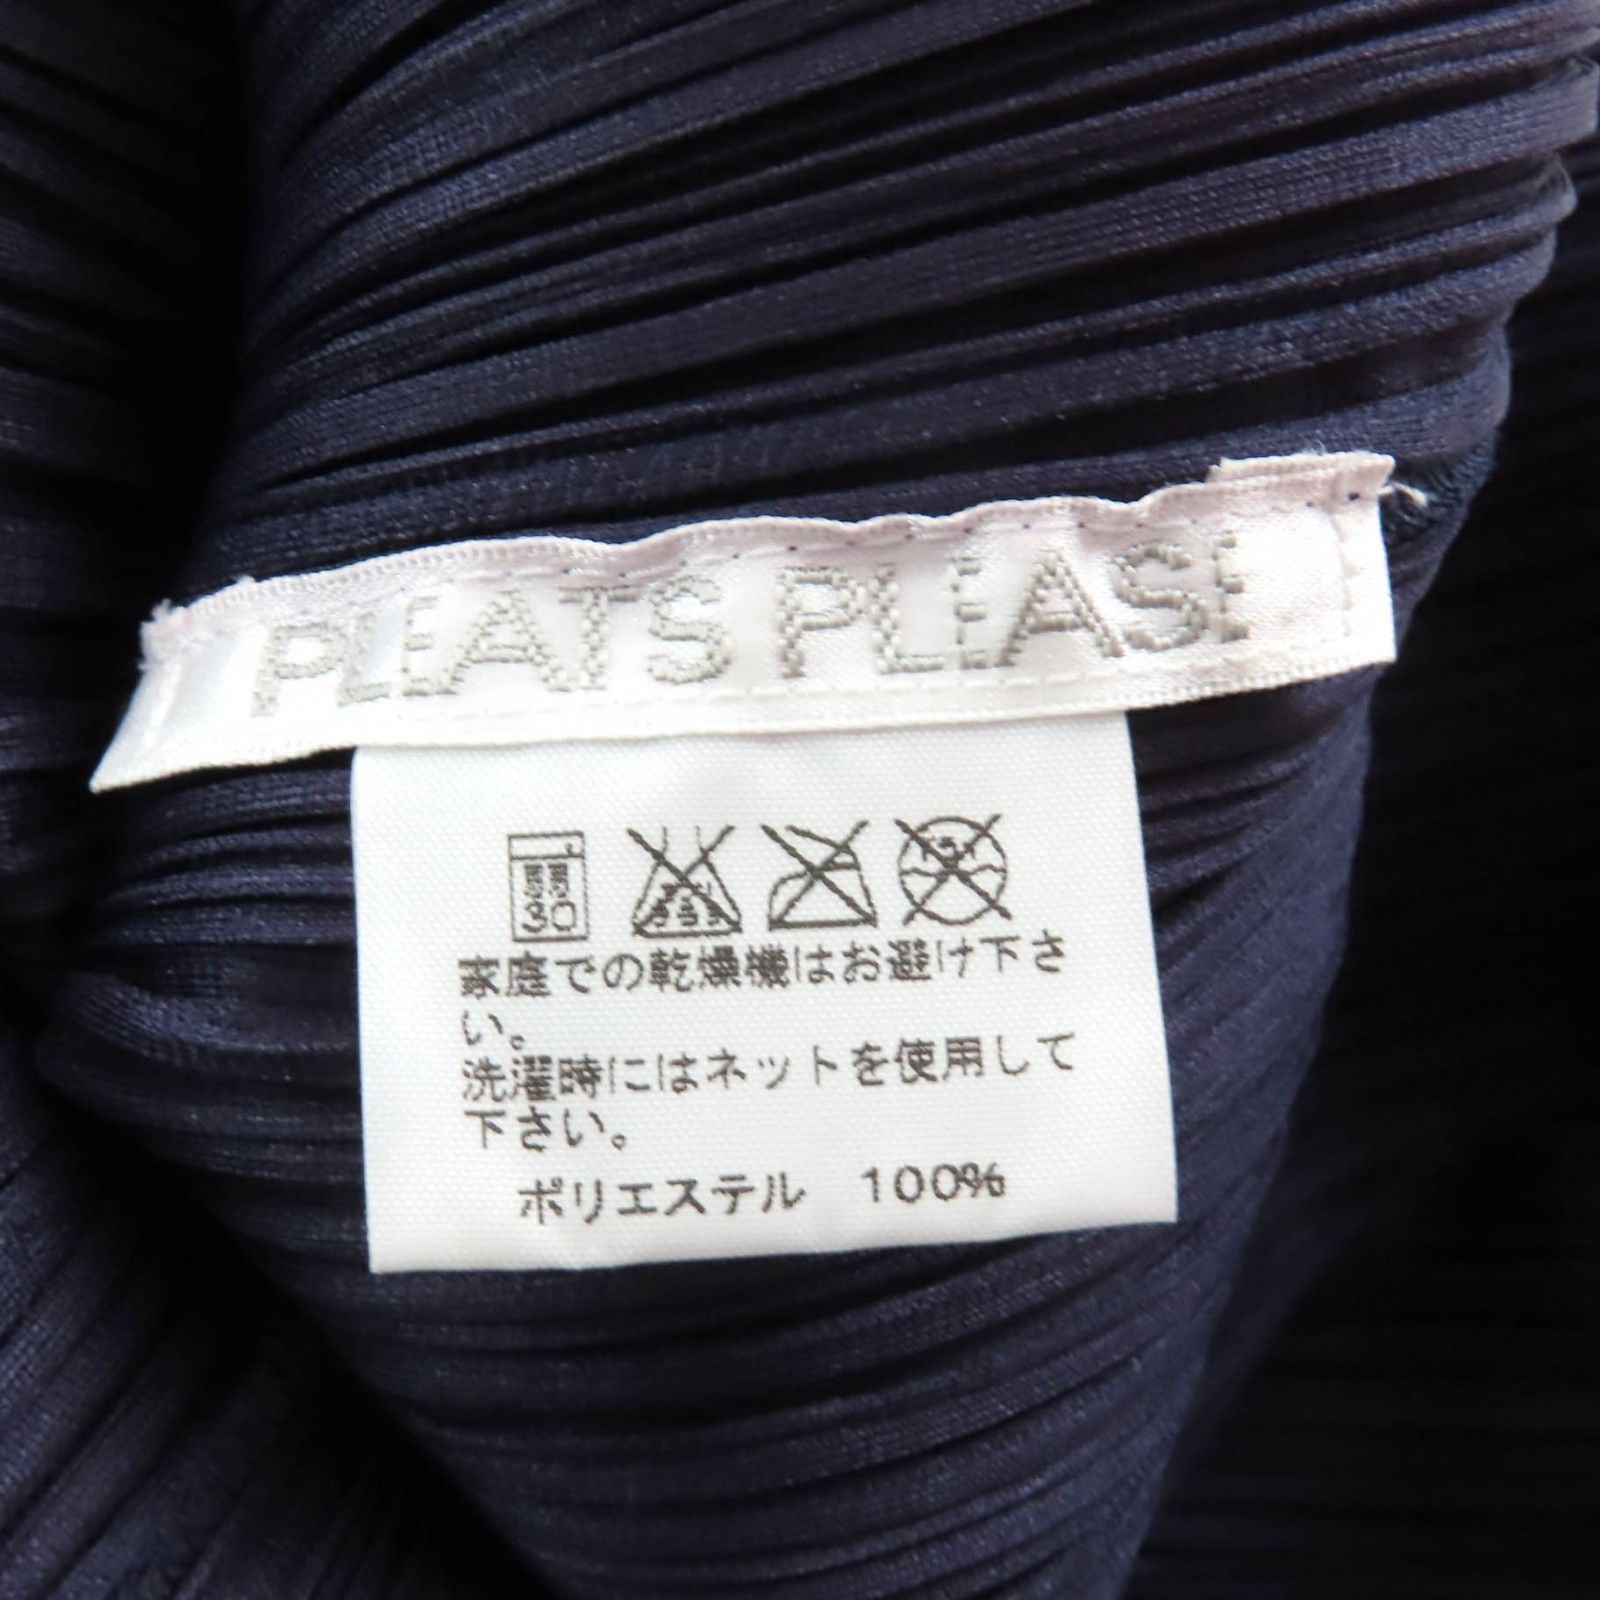 PLEATS PLEASE
30
家庭での乾燥機はお避け下さ
い。
洗濯時にはネットを使用して
下さい。
ポリエステル 100%